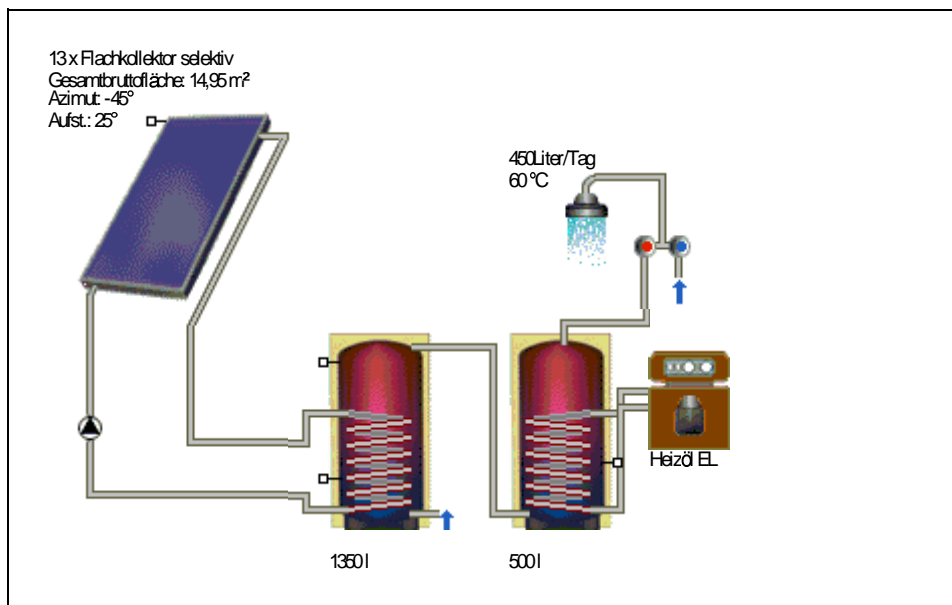 13 x Flachkollektor selektiv
Gesamtbruttofläche: 14,95 m²
Azimut: -45°
Aufst.: 25°
450Liter/Tag
60 °C
Heizöl EL
1350 l
500 l